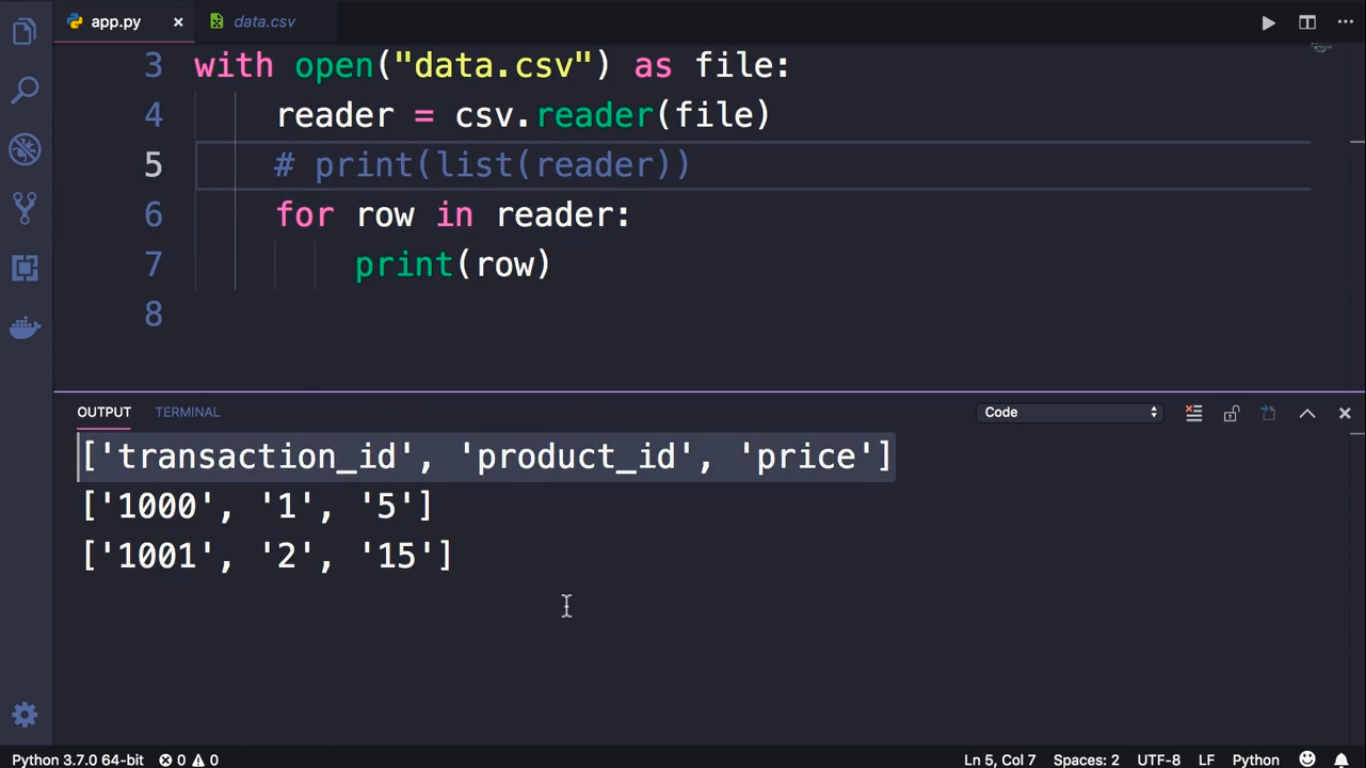 app.py
data.csv
3 with open("data.csv") as file:
4 reader = csv.reader(file)
5 # print(list(reader))
6 for row in reader:
7 print(row)
8
OUTPUT TERMINAL Code
['transaction_id', 'product_id', 'price']
['1000', '1', '5']
['1001', '2', '15']
Python 3.7.0 64-bit 0 0 Ln 5, Col 7 Spaces: 2 UTF-8 LF Python